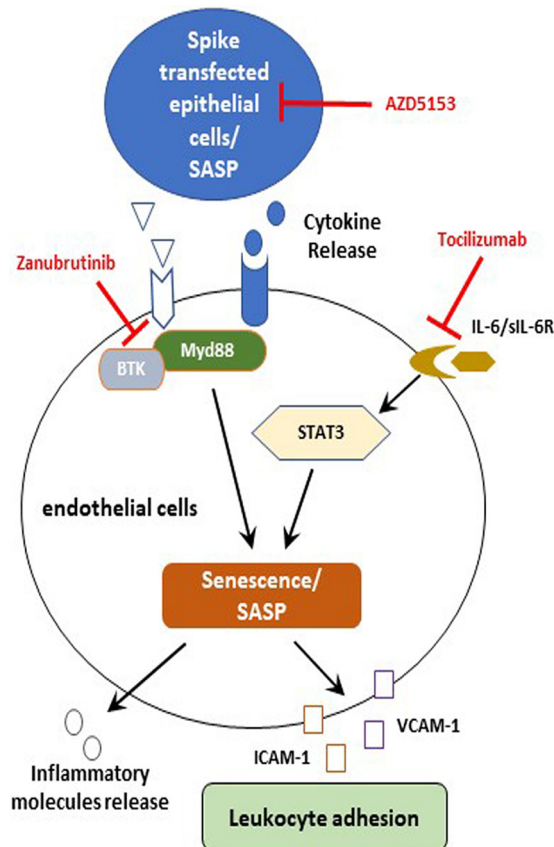 Spike
transfected
epithelial
cells/
SASP
AZD5153
Cytokine
Release
Tocilizumab
Zanubrutinib
IL-6/sIL-6R
Myd88
BTK
STAT3
endothelial cells
Senescence/
SASP
VCAM-1
ICAM-1
Inflammatory
molecules release
Leukocyte adhesion